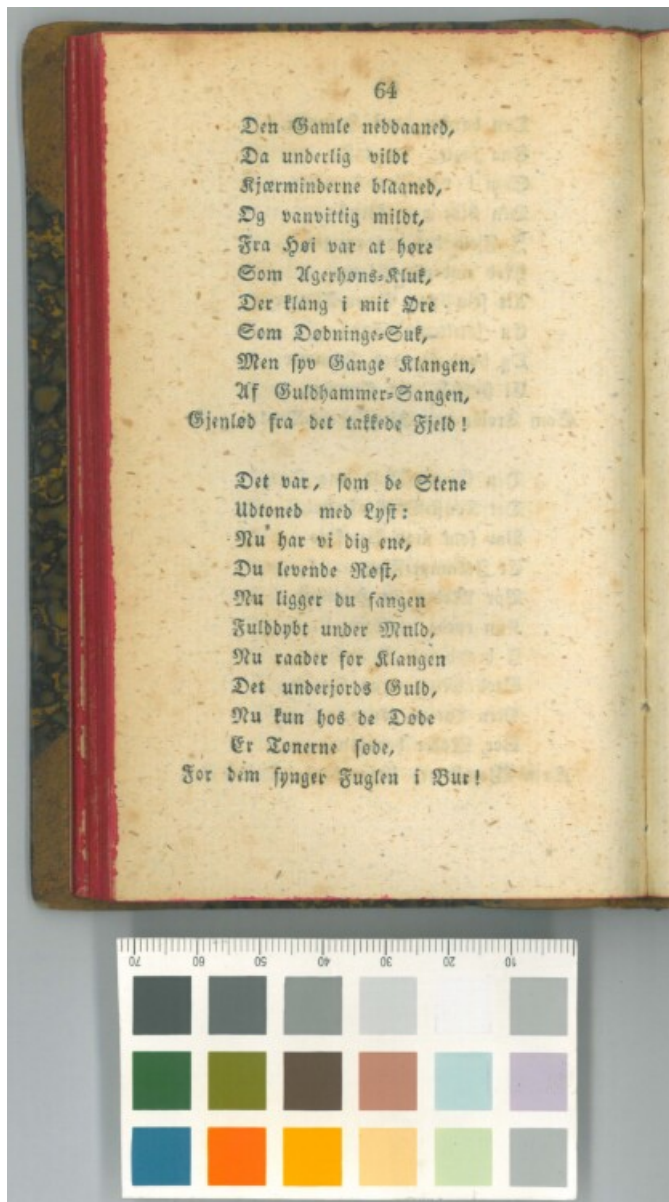 64
Den Gamle neddaaned,
Da underlig vildt
Kjærminderne blaaned,
Og vanvittig mildt,
Fra Høi var at høre
Som Agerhøns-Kluk,
Der klang i mit Øre
Som Dødninge-Suk,
Men syv Gange Klangen,
Af Guldhammer-Sangen,
Gjenlød fra det takkede Fjeld!
Det var, som de Stene
Udtoned med Lyst:
Nu har vi dig ene,
Du levende Røst,
Nu ligger du fangen
Fulddybt under Mnld,
Nu raader for Klangen
Det underjords Guld,
Nu kun hos de Døde
Er Tonerne søde,
For dem synger Fuglen i Bur!
70 60 50 40 30 20 10